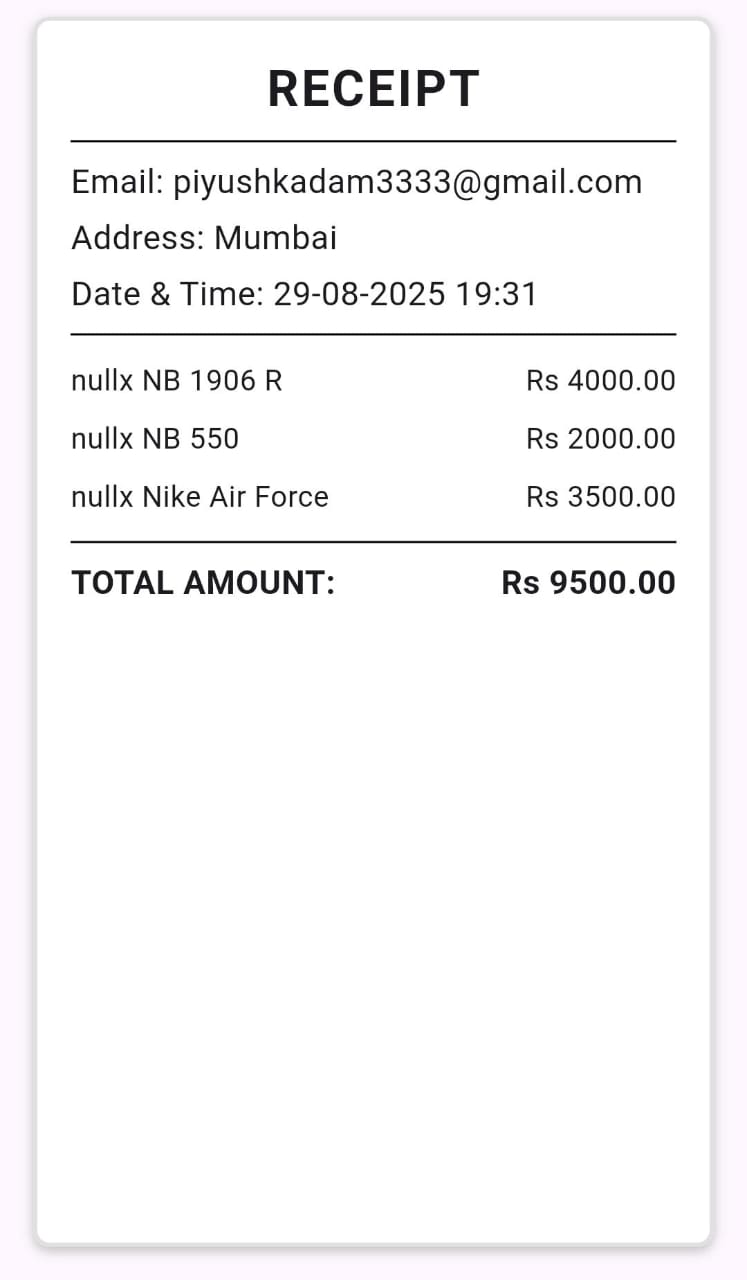 RECEIPT
Email: piyushkadam3333@gmail.com
Address: Mumbai
Date & Time: 29-08-2025 19:31
nullx NB 1906 R Rs 4000.00
nullx NB 550 Rs 2000.00
nullx Nike Air Force Rs 3500.00
TOTAL AMOUNT: Rs 9500.00